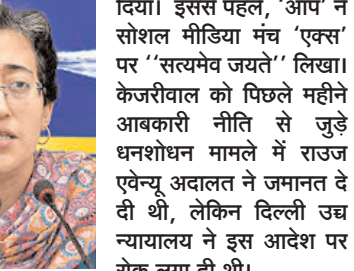 दिया। इससे पहले, 'आप' ने
सोशल मीडिया मंच 'एक्स'
पर ‘‘सत्यमेव जयते’’ लिखा।
केजरीवाल को पिछले महीने
आबकारी नीति से जुड़े
धनशोधन मामले में राउज
एवेन्यू अदालत ने जमानत दे
दी थी, लेकिन दिल्ली उच्च
न्यायालय ने इस आदेश पर
रोक लगा दी थी।